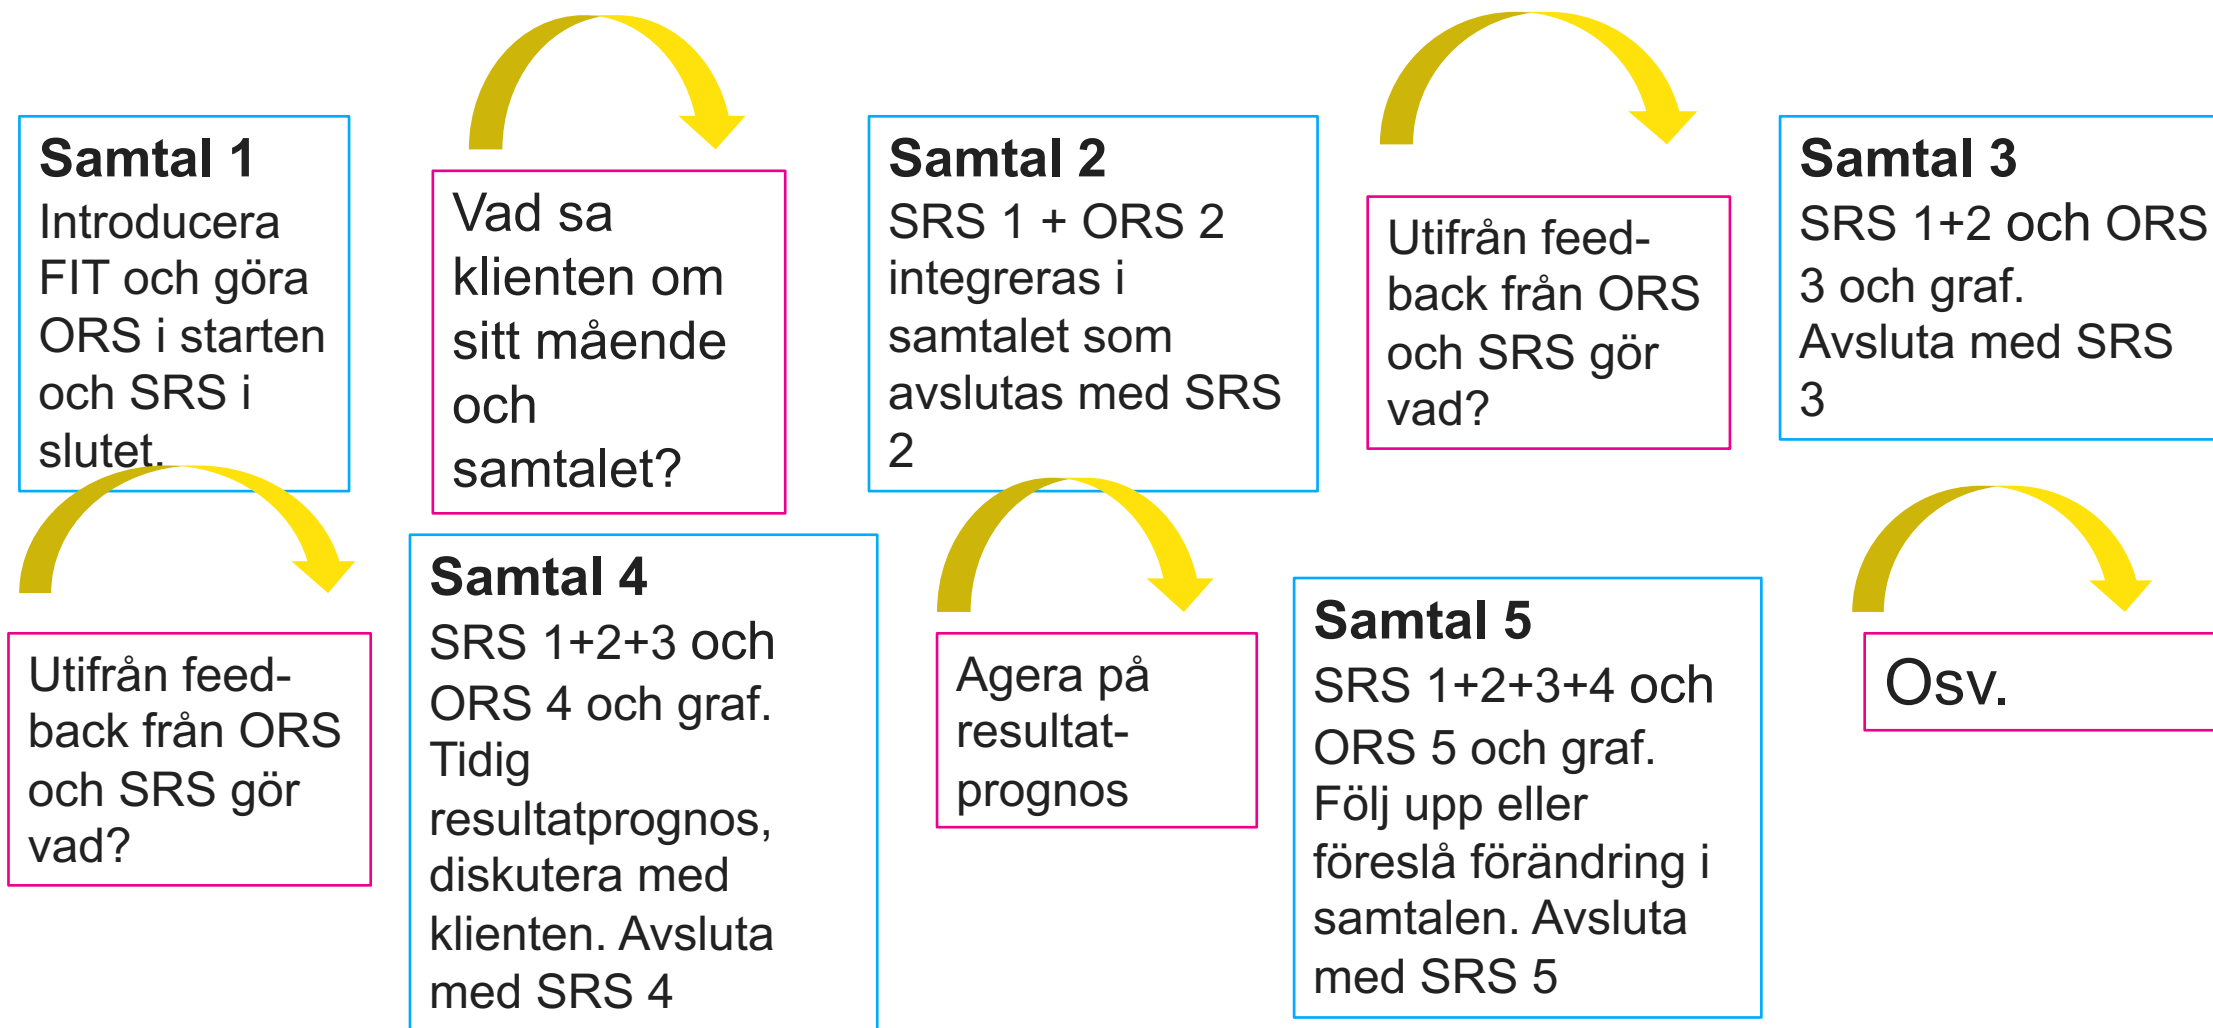 Samtal 1
Introducera
FIT och göra
ORS i starten
och SRS i
slutet.
Vad sa
klienten om
sitt mående
och
samtalet?
Samtal 2
SRS 1 + ORS 2
integreras i
samtalet som
avslutas med SRS
2
Utifrån feed-
back från ORS
och SRS gör
vad?
Samtal 3
SRS 1+2 och ORS
3 och graf.
Avsluta med SRS
3
Utifrån feed-
back från ORS
och SRS gör
vad?
Samtal 4
SRS 1+2+3 och
ORS 4 och graf.
Tidig
resultatprognos,
diskutera med
klienten. Avsluta
med SRS 4
Agera på
resultat-
prognos
Samtal 5
SRS 1+2+3+4 och
ORS 5 och graf.
Följ upp eller
föreslå förändring i
samtalen. Avsluta
med SRS 5
Osv.